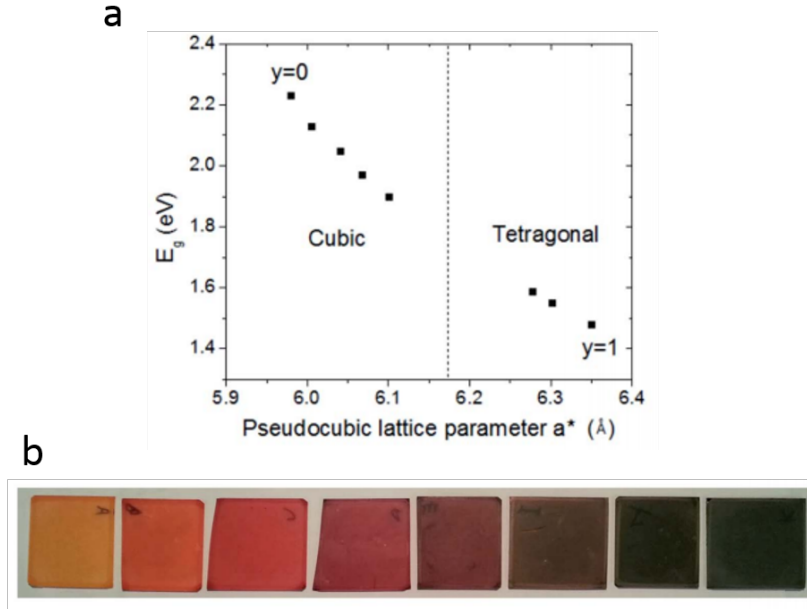 a
2.4
y=0
2.2
2.0
E_g (eV)
1.8
Cubic
Tetragonal
1.6
1.4
y=1
5.9 6.0 6.1 6.2 6.3 6.4
Pseudocubic lattice parameter a* (Å)
b
A
C